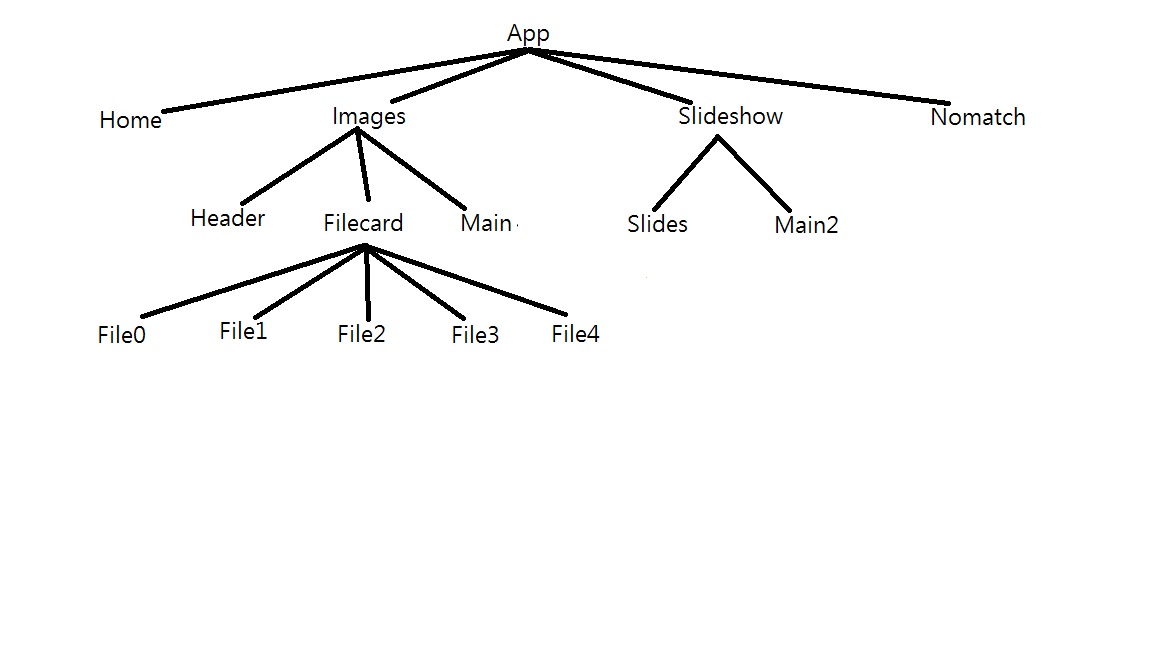 App
Home Images Slideshow Nomatch
Header Filecard Main Slides Main2
File0 File1 File2 File3 File4